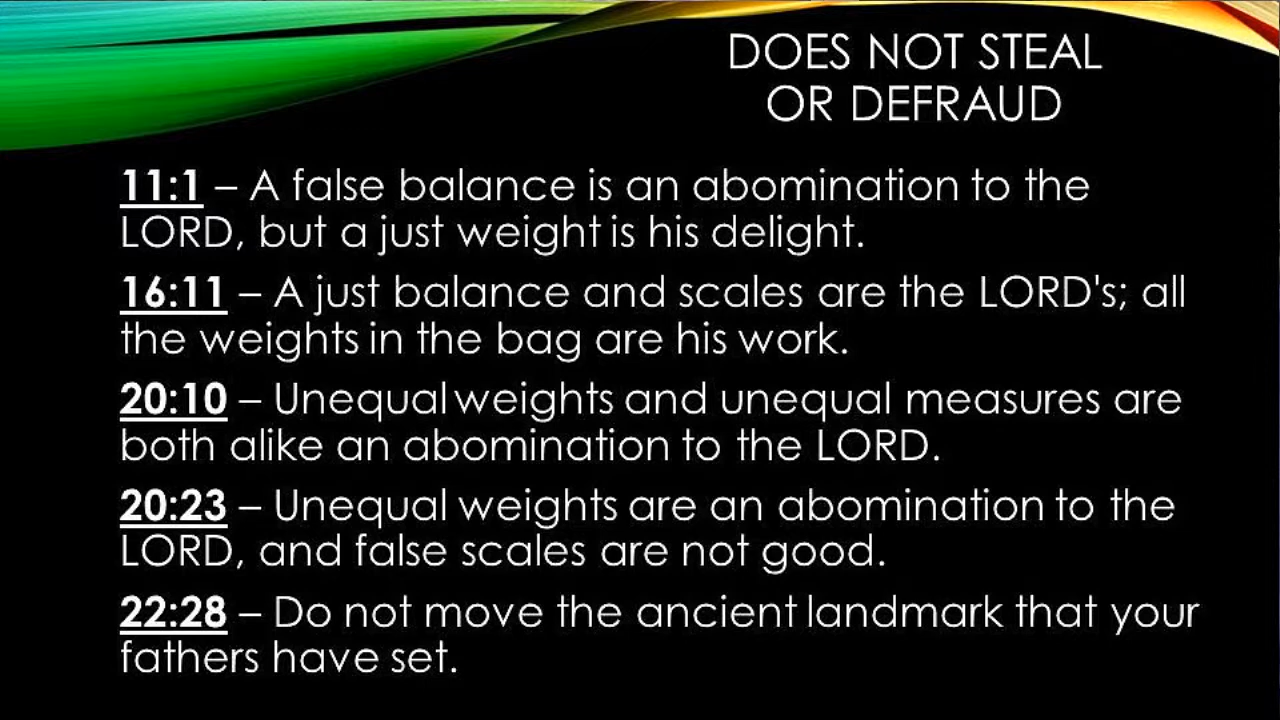 DOES NOT STEAL
OR DEFRAUD
11:1 – A false balance is an abomination to the
LORD, but a just weight is his delight.
16:11 – A just balance and scales are the LORD's; all
the weights in the bag are his work.
20:10 – Unequal weights and unequal measures are
both alike an abomination to the LORD.
20:23 – Unequal weights are an abomination to the
LORD, and false scales are not good.
22:28 – Do not move the ancient landmark that your
fathers have set.